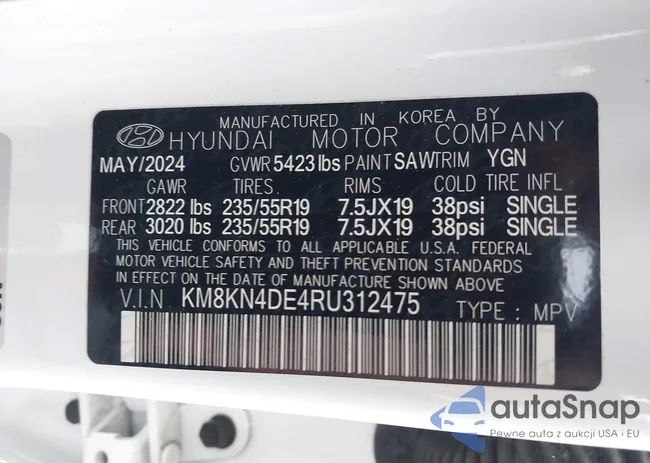 MANUFACTURED IN KOREA BY
HYUNDAI MOTOR COMPANY
MAY/2024 GVWR 5423 lbs PAINT SAW TRIM YGN
GAWR TIRES. RIMS COLD TIRE INFL
FRONT 2822 lbs 235/55R19 7.5JX19 38psi SINGLE
REAR 3020 lbs 235/55R19 7.5JX19 38psi SINGLE
THIS VEHICLE CONFORMS TO ALL APPLICABLE U.S.A. FEDERAL
MOTOR VEHICLE SAFETY AND THEFT PREVENTION STANDARDS
IN EFFECT ON THE DATE OF MANUFACTURE SHOWN ABOVE
V.I.N. KM8KN4DE4RU312475 TYPE : MPV
autaSnap
Pewne auta z aukcji USA i EU